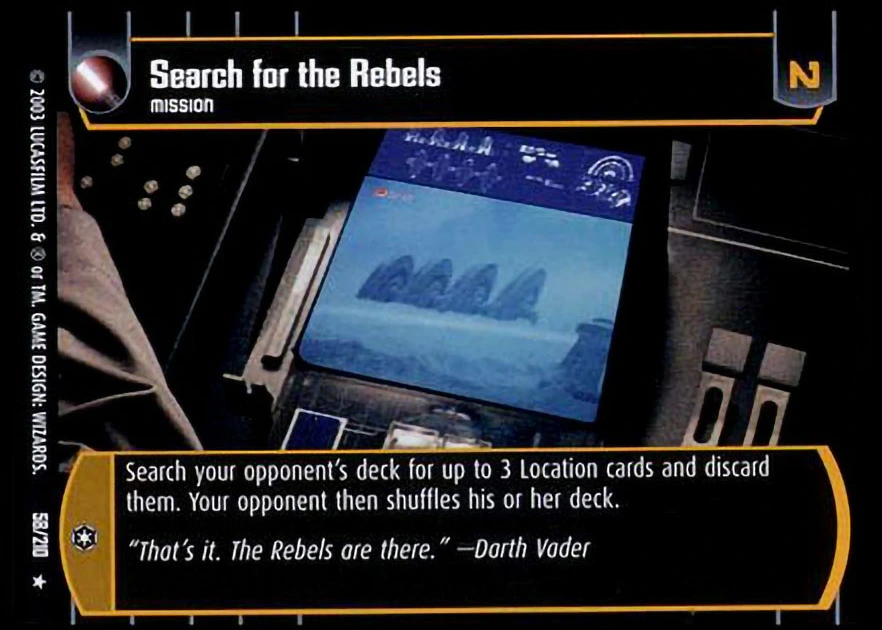 Search for the Rebels
MISSION
2
Search your opponent's deck for up to 3 Location cards and discard
them. Your opponent then shuffles his or her deck.
"That's it. The Rebels are there." —Darth Vader
© 2003 LUCASFILM LTD. & ® or TM. GAME DESIGN: WIZARDS. 58/210 ★